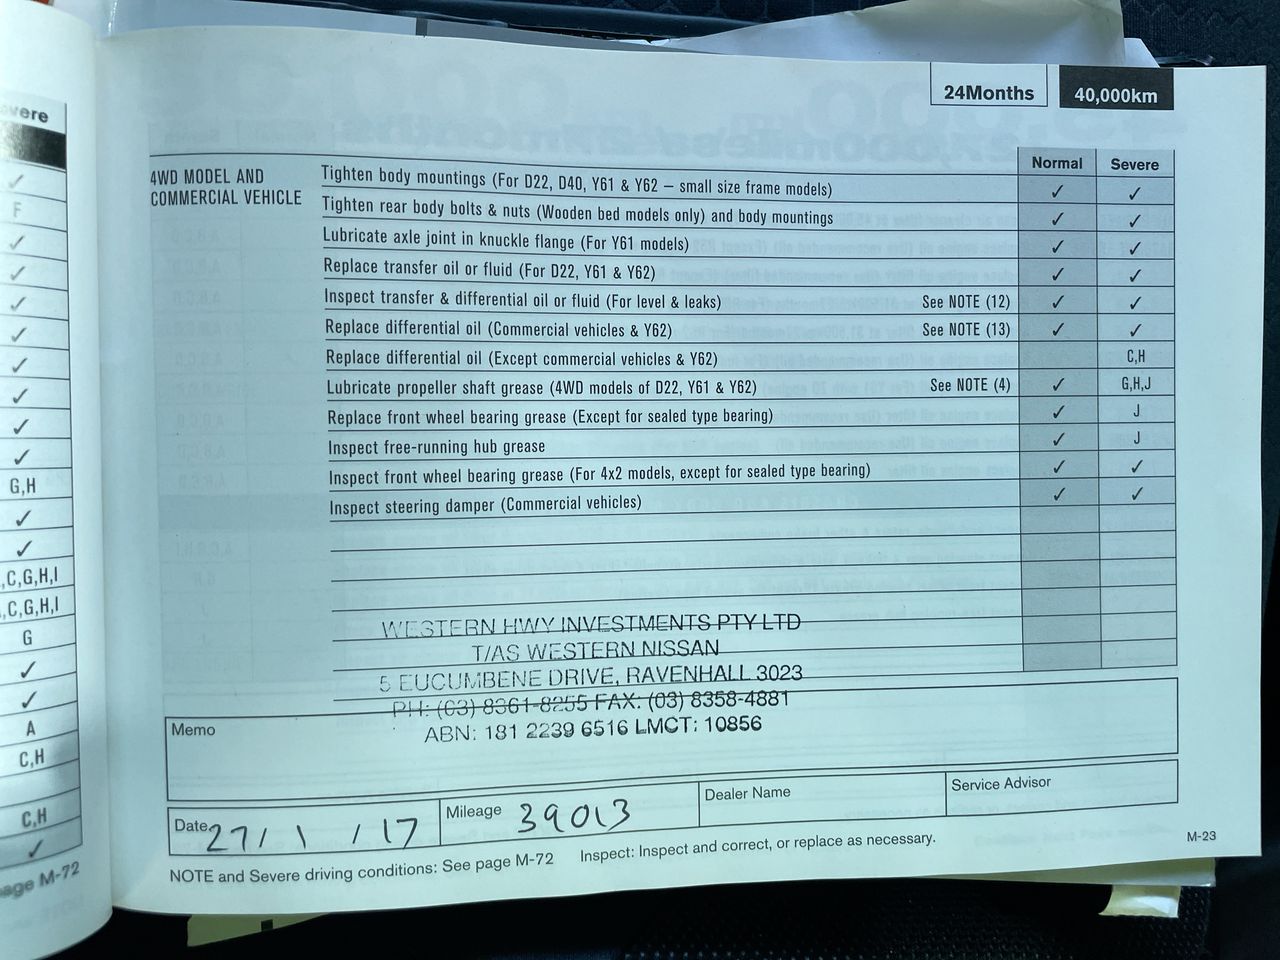 24Months 40,000km
Normal Severe
4WD MODEL AND
COMMERCIAL VEHICLE
Tighten body mountings (For D22, D40, Y61 & Y62 – small size frame models) ✓ ✓
Tighten rear body bolts & nuts (Wooden bed models only) and body mountings ✓ ✓
Lubricate axle joint in knuckle flange (For Y61 models) ✓ ✓
Replace transfer oil or fluid (For D22, Y61 & Y62) ✓ ✓
Inspect transfer & differential oil or fluid (For level & leaks) See NOTE (12) ✓ ✓
Replace differential oil (Commercial vehicles & Y62) See NOTE (13) ✓ ✓
Replace differential oil (Except commercial vehicles & Y62) C,H
Lubricate propeller shaft grease (4WD models of D22, Y61 & Y62) See NOTE (4) ✓ G,H,J
Replace front wheel bearing grease (Except for sealed type bearing) ✓ J
Inspect free-running hub grease ✓ J
Inspect front wheel bearing grease (For 4x2 models, except for sealed type bearing) ✓ ✓
Inspect steering damper (Commercial vehicles) ✓ ✓
WESTERN HWY INVESTMENTS PTY LTD
T/AS WESTERN NISSAN
5 EUCUMBENE DRIVE, RAVENHALL 3023
PH: (03) 8361-8255 FAX: (03) 8358-4881
ABN: 181 2239 6516 LMCT: 10856
Memo
Date 27/1/17
Mileage 39013
Dealer Name
Service Advisor
NOTE and Severe driving conditions: See page M-72 Inspect: Inspect and correct, or replace as necessary.
M-23
✓
F
✓
✓
✓
✓
✓
✓
✓
✓
G,H
✓
✓
,C,G,H,I
,C,G,H,I
G
✓
✓
A
C,H
C,H
✓
M-72